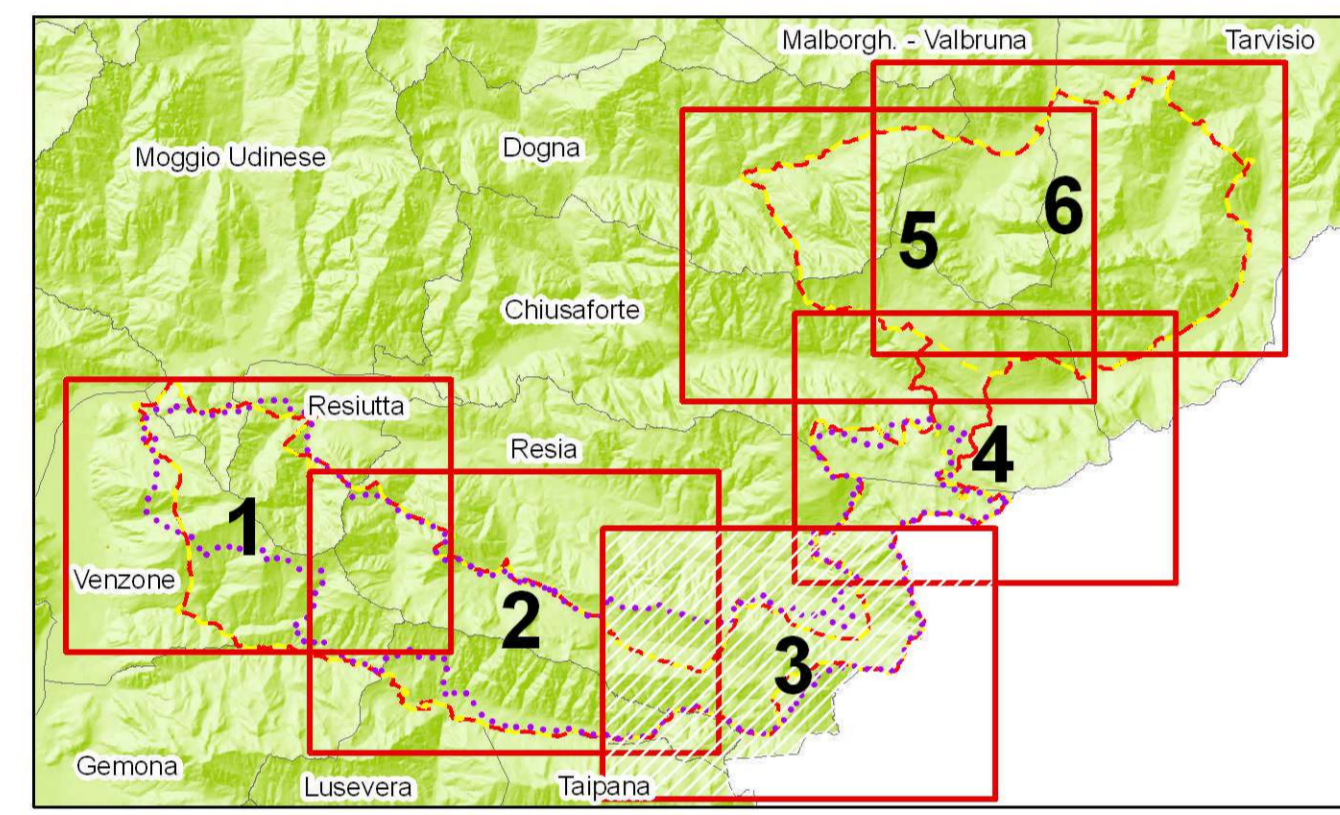 Malborgh. - Valbruna
Tarvisio
Moggio Udinese
Dogna
5
6
Chiusaforte
Resiutta
Resia
4
1
Venzone
2
3
Gemona
Lusevera
Taipana